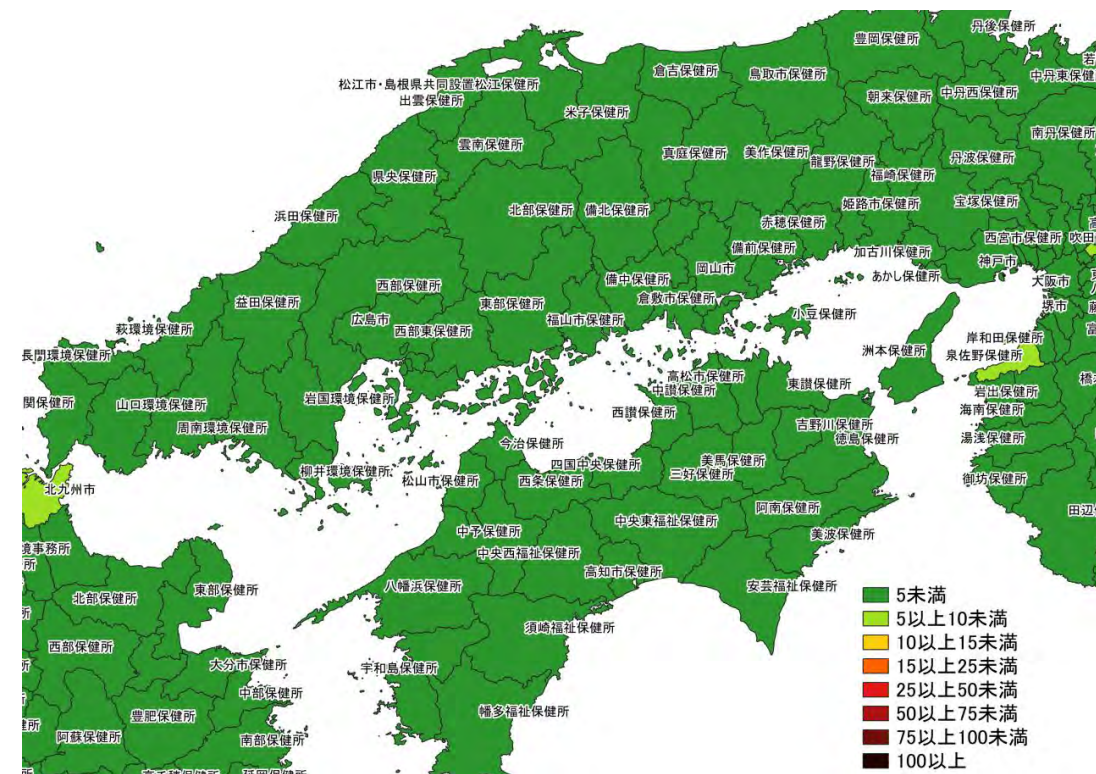 丹後保健所
豊岡保健所
倉吉保健所
鳥取市保健所
松江市・島根県共同設置松江保健所
中丹東保健
出雲保健所
朝来保健所
中丹西保健所
米子保健所
南丹保健所
雲南保健所
真庭保健所
美作保健所
龍野保健所
丹波保健所
県央保健所
福崎保健所
浜田保健所
北部保健所
備北保健所
姫路市保健所
宝塚保健所
赤穂保健所
西宮市保健所
吹田
備前保健所
加古川保健所
神戸市
岡山市
あかし保健所
大阪市
西部保健所
備中保健所
益田保健所
東部保健所
倉敷市保健所
堺市
広島市
福山市保健所
小豆保健所
萩環境保健所
西部東保健所
岸和田保健所
長門環境保健所
洲本保健所
泉佐野保健所
高松市保健所
東讃保健所
中讃保健所
岩出保健所
関保健所
山口環境保健所
岩国環境保健所
西讃保健所
海南保健所
周南環境保健所
吉野川保健所
徳島保健所
湯浅保健所
今治保健所
四国中央保健所
美馬保健所
柳井環境保健所
松山市保健所
西条保健所
三好保健所
御坊保健所
北九州市
阿南保健所
田辺
中央東福祉保健所
中予保健所
美波保健所
境事務所
中央西福祉保健所
高知市保健所
東部保健所
八幡浜保健所
安芸福祉保健所
北部保健所
須崎福祉保健所
西部保健所
大分市保健所
宇和島保健所
中部保健所
豊肥保健所
幡多福祉保健所
阿蘇保健所
南部保健所
5未満
5以上10未満
10以上15未満
15以上25未満
25以上50未満
50以上75未満
75以上100未満
100以上